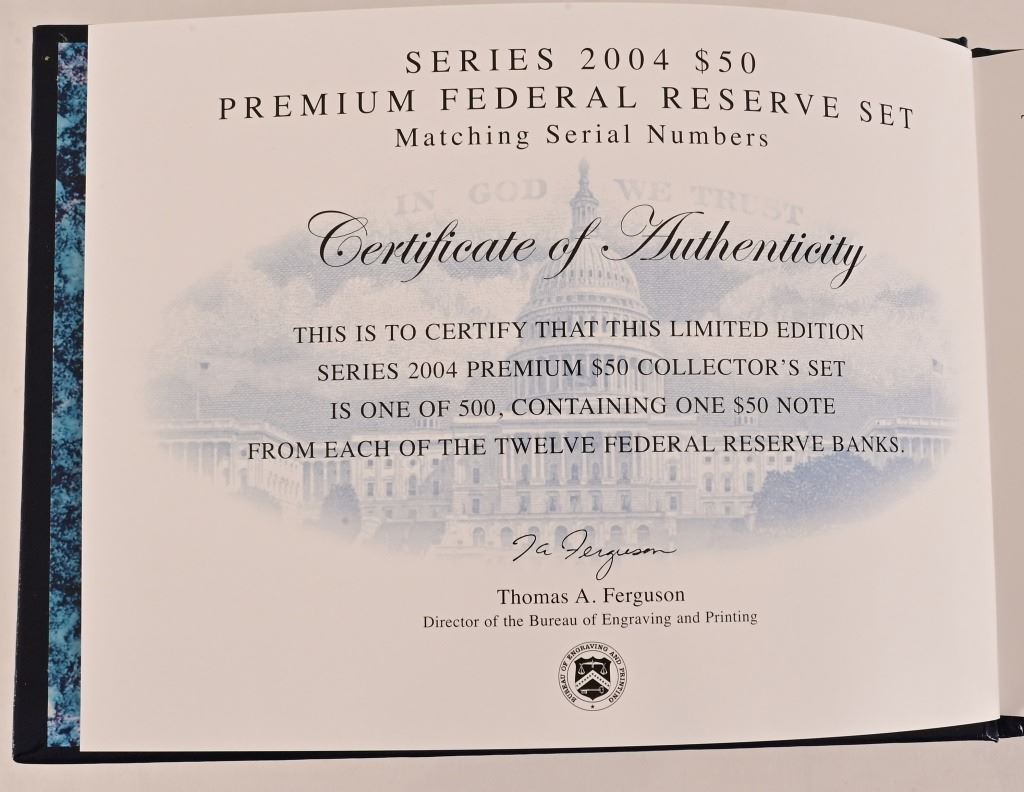 SERIES 2004 $50
PREMIUM FEDERAL RESERVE SET
Matching Serial Numbers
IN GOD WE TRUST
Certificate of Authenticity
THIS IS TO CERTIFY THAT THIS LIMITED EDITION
SERIES 2004 PREMIUM $50 COLLECTOR'S SET
IS ONE OF 500, CONTAINING ONE $50 NOTE
FROM EACH OF THE TWELVE FEDERAL RESERVE BANKS.
Ta Ferguson
Thomas A. Ferguson
Director of the Bureau of Engraving and Printing
BUREAU OF ENGRAVING AND PRINTING